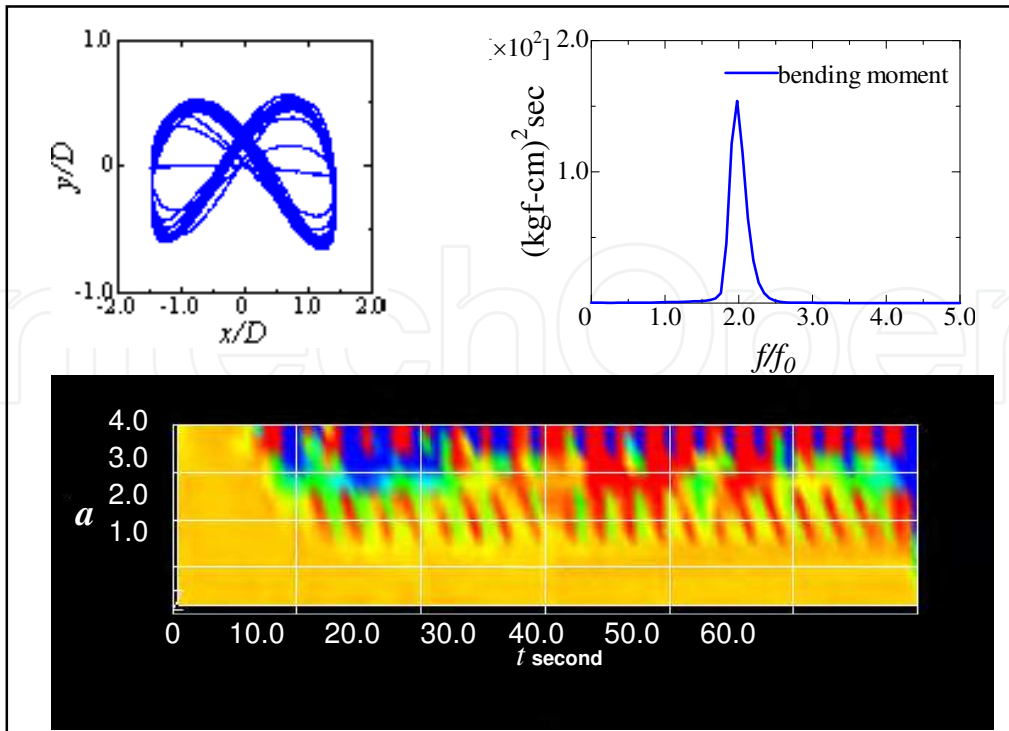 1.0
y/D
0
-1.0
-2.0 -1.0 0 1.0 2.0
x/D
×10²] 2.0
bending moment
(kgf-cm)² sec
1.0
0 1.0 2.0 3.0 4.0 5.0
f/f₀
4.0
3.0
2.0
a
1.0
0 10.0 20.0 30.0 40.0 50.0 60.0
t second